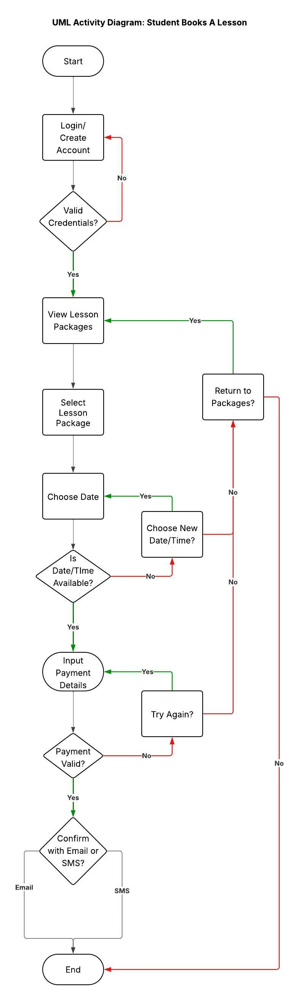 UML Activity Diagram: Student Books A Lesson
Start
Login/
Create
Account
No
Valid
Credentials?
Yes
View Lesson
Packages
Yes
Return to
Packages?
Select
Lesson
Package
Choose Date
Yes
No
Choose New
Date/Time?
Is
Date/TIme
Available?
No
No
Yes
Input
Payment
Details
Yes
Try Again?
Payment
Valid?
No
No
Yes
Confirm
with Email or
SMS?
Email
SMS
End